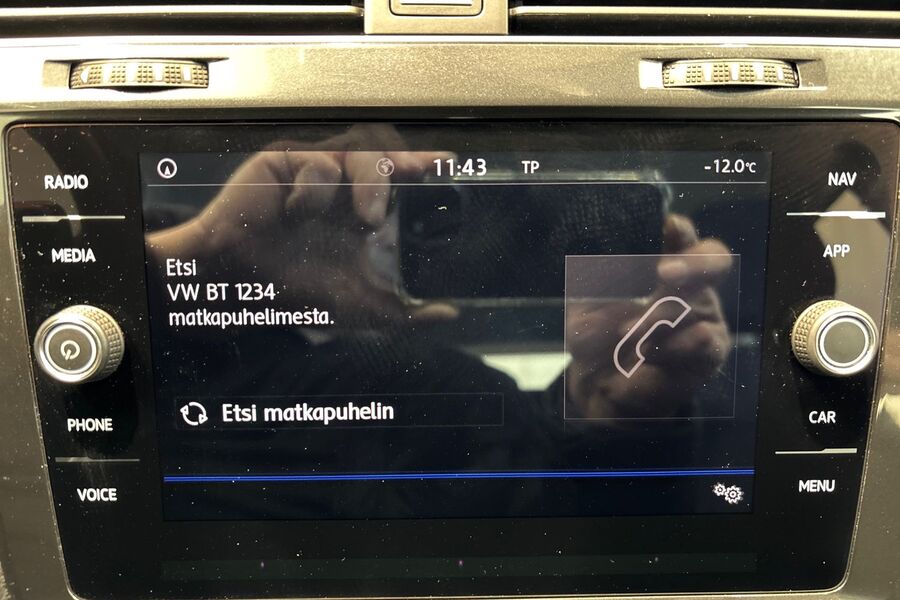 RADIO
MEDIA
PHONE
VOICE
11:43 TP -12.0°C
Etsi
VW BT 1234
matkapuhelimesta.
Etsi matkapuhelin
NAV
APP
CAR
MENU